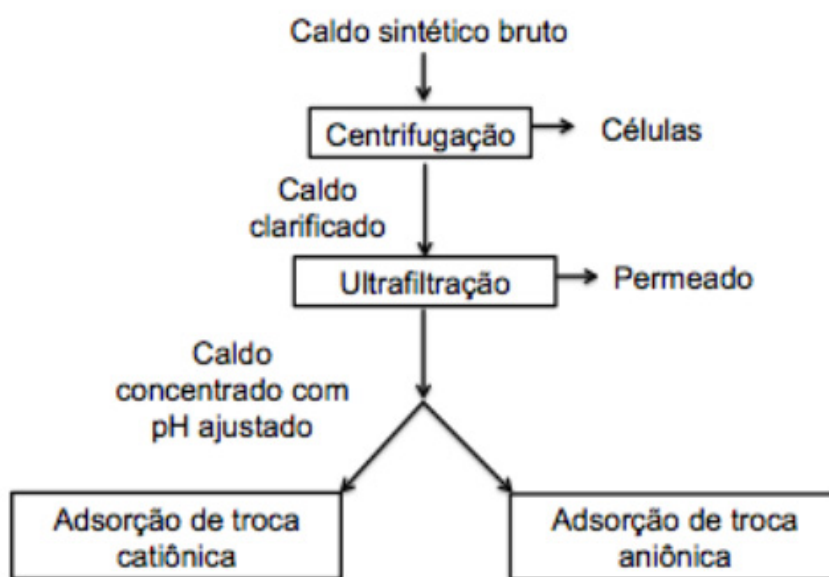 Caldo sintético bruto
Centrifugação
Células
Caldo
clarificado
Ultrafiltração
Permeado
Caldo
concentrado com
pH ajustado
Adsorção de troca
catiônica
Adsorção de troca
aniônica